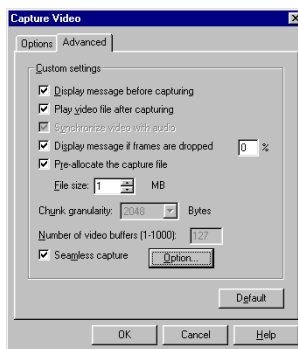 Capture Video
Options Advanced
Custom settings
Display message before capturing
Play video file after capturing
Synchronize video with audio
Display message if frames are dropped 0 %
Pre-allocate the capture file
File size: 1 MB
Chunk granularity: 2048 Bytes
Number of video buffers (1-1000): 127
Seamless capture Option...
Default
OK Cancel Help